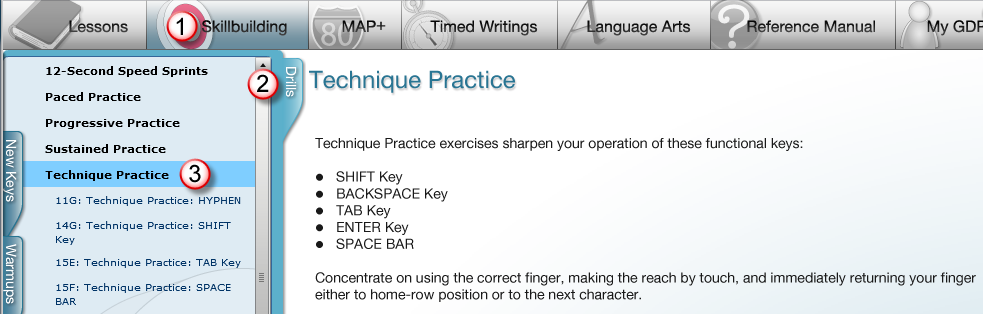 Lessons
1
Skillbuilding
80
MAP+
Timed Writings
A
Language Arts
?
Reference Manual
My GDP
12-Second Speed Sprints
Paced Practice
Progressive Practice
Sustained Practice
Technique Practice
3
11G: Technique Practice: HYPHEN
14G: Technique Practice: SHIFT
Key
15E: Technique Practice: TAB Key
15F: Technique Practice: SPACE
BAR
New Keys
Warmups
2
Drills
Technique Practice
Technique Practice exercises sharpen your operation of these functional keys:
● SHIFT Key
● BACKSPACE Key
● TAB Key
● ENTER Key
● SPACE BAR
Concentrate on using the correct finger, making the reach by touch, and immediately returning your finger
either to home-row position or to the next character.